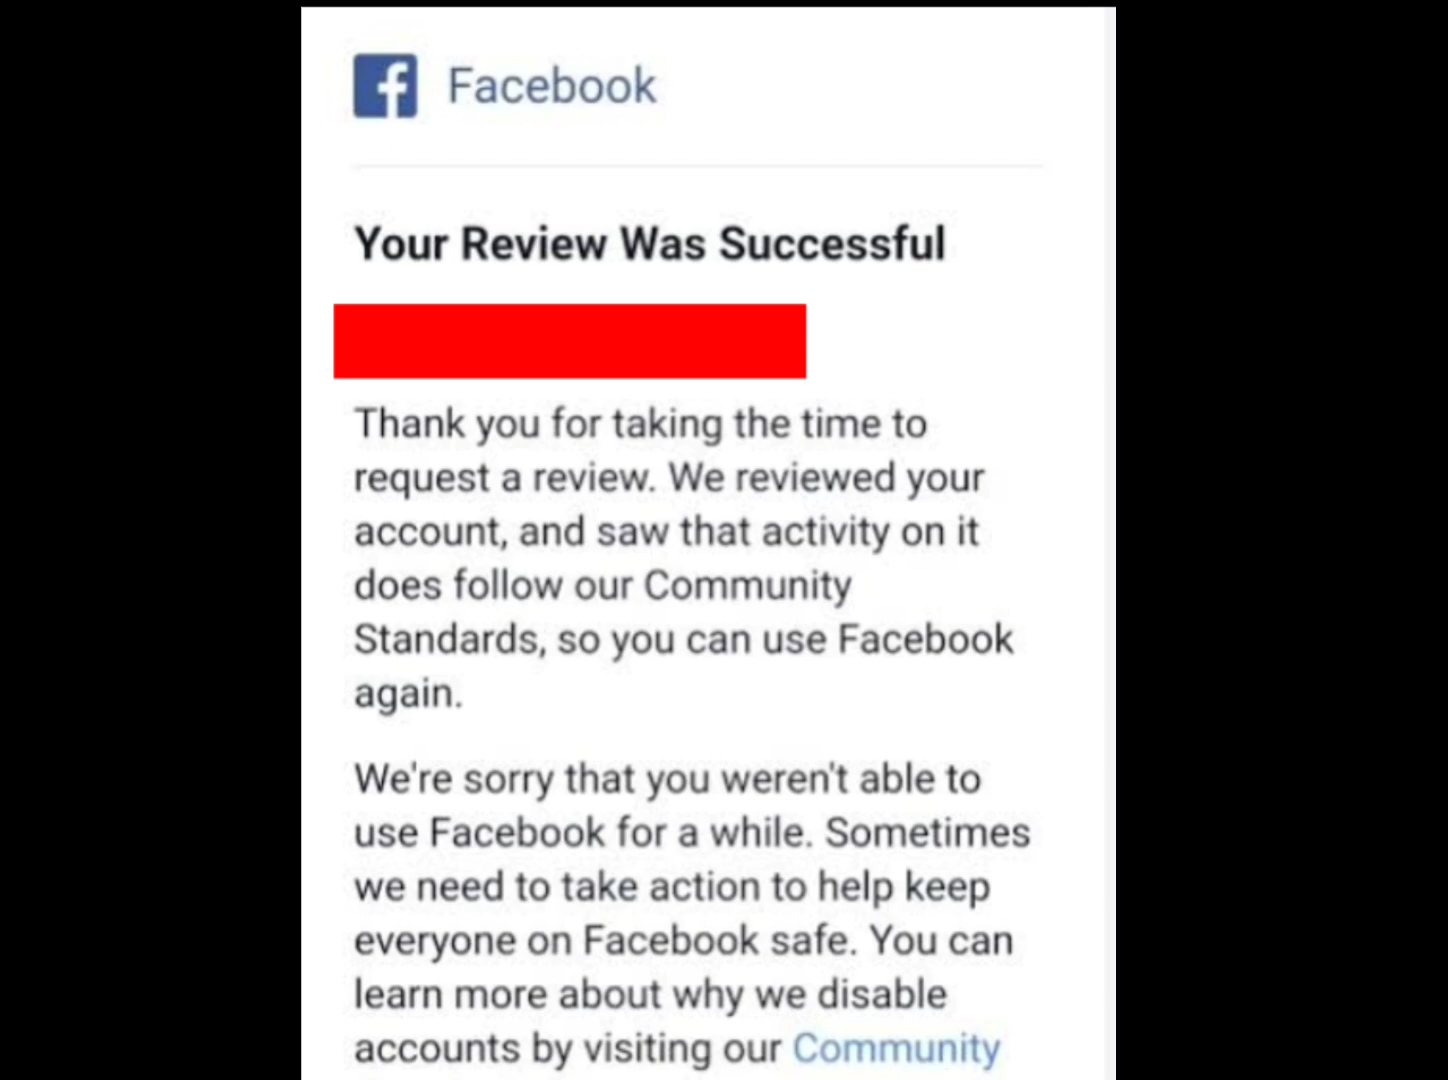 Facebook
Your Review Was Successful
Thank you for taking the time to
request a review. We reviewed your
account, and saw that activity on it
does follow our Community
Standards, so you can use Facebook
again.
We're sorry that you weren't able to
use Facebook for a while. Sometimes
we need to take action to help keep
everyone on Facebook safe. You can
learn more about why we disable
accounts by visiting our Community